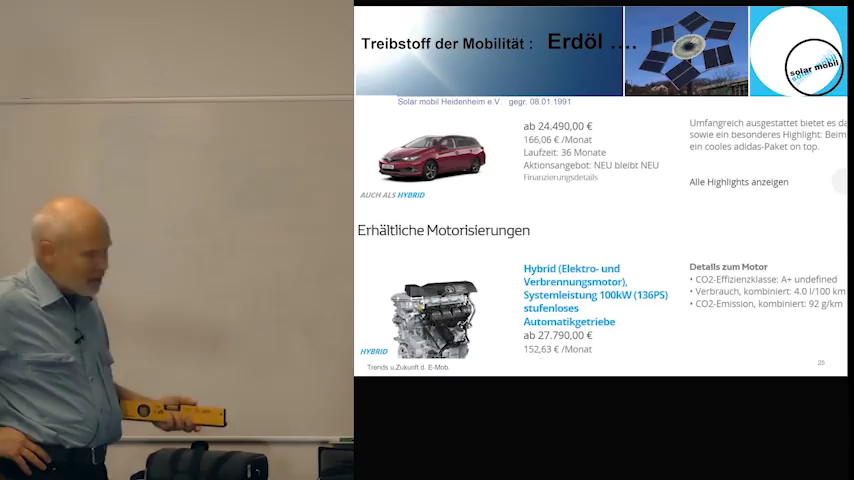 Treibstoff der Mobilität : Erdöl ....
solar mobil
solar mobil
Solar mobil Heidenheim e.V. gegr. 08.01.1991
ab 24.490,00 €
166,06 € /Monat
Laufzeit: 36 Monate
Aktionsangebot: NEU bleibt NEU
Finanzierungsdetails
AUCH ALS HYBRID
Umfangreich ausgestattet bietet es da
sowie ein besonderes Highlight: Beim
ein cooles adidas-Paket on top.
Alle Highlights anzeigen
Erhältliche Motorisierungen
Hybrid (Elektro- und
Verbrennungsmotor),
Systemleistung 100kW (136PS)
stufenloses
Automatikgetriebe
ab 27.790,00 €
152,63 € /Monat
HYBRID
Details zum Motor
• CO2-Effizienzklasse: A+ undefined
• Verbrauch, kombiniert: 4.0 l/100 km
• CO2-Emission, kombiniert: 92 g/km
Trends u.Zukunft d. E-Mob.
25